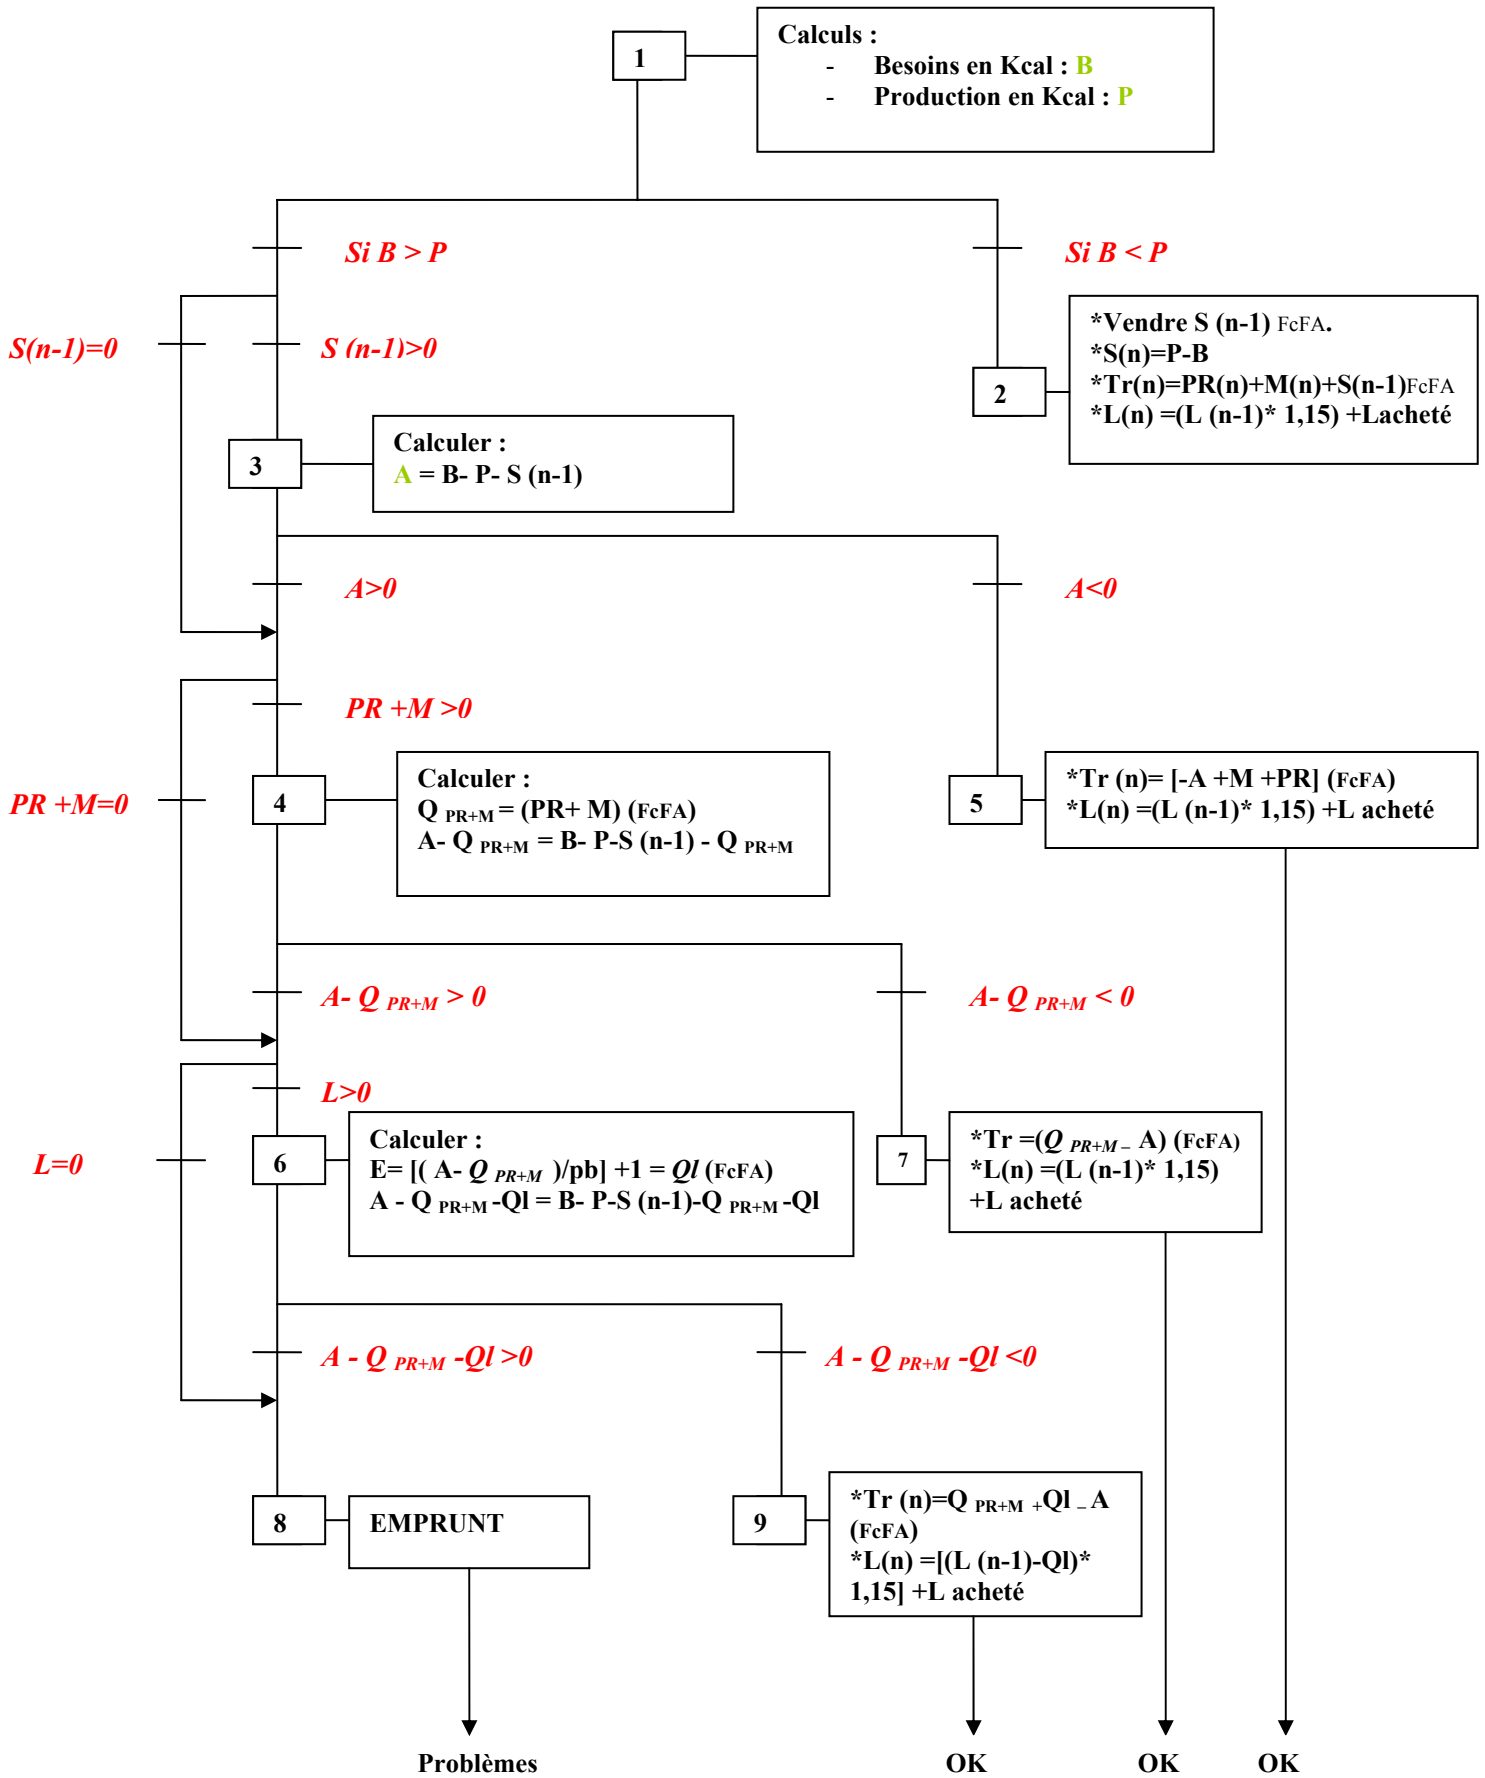 1
Calculs :
- Besoins en Kcal : B
- Production en Kcal : P
Si B > P
Si B < P
S(n-1)=0
S (n-1)>0
2
*Vendre S (n-1) FcFA.
*S(n)=P-B
*Tr(n)=PR(n)+M(n)+S(n-1)FcFA
*L(n) =(L (n-1)* 1,15) +Lacheté
3
Calculer :
A = B- P- S (n-1)
A>0
A<0
PR +M >0
PR +M=0
4
Calculer :
Q PR+M = (PR+ M) (FcFA)
A- Q PR+M = B- P-S (n-1) - Q PR+M
5
*Tr (n)= [-A +M +PR] (FcFA)
*L(n) =(L (n-1)* 1,15) +L acheté
A- Q PR+M > 0
A- Q PR+M < 0
L>0
L=0
6
Calculer :
E= [( A- Q PR+M )/pb] +1 = Ql (FcFA)
A - Q PR+M -Ql = B- P-S (n-1)-Q PR+M -Ql
7
*Tr =(Q PR+M – A) (FcFA)
*L(n) =(L (n-1)* 1,15)
+L acheté
A - Q PR+M -Ql >0
A - Q PR+M -Ql <0
8
EMPRUNT
9
*Tr (n)=Q PR+M +Ql – A
(FcFA)
*L(n) =[(L (n-1)-Ql)*
1,15] +L acheté
Problèmes
OK
OK
OK